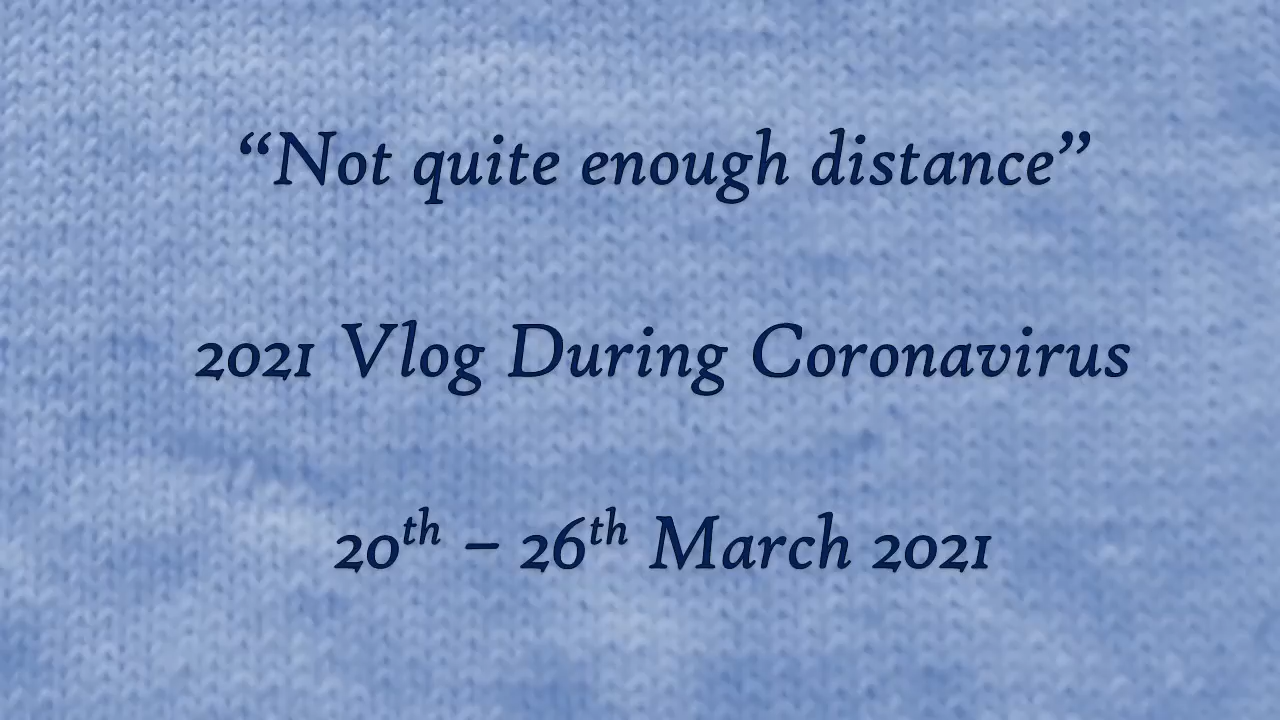 “Not quite enough distance”
2021 Vlog During Coronavirus
20th – 26th March 2021